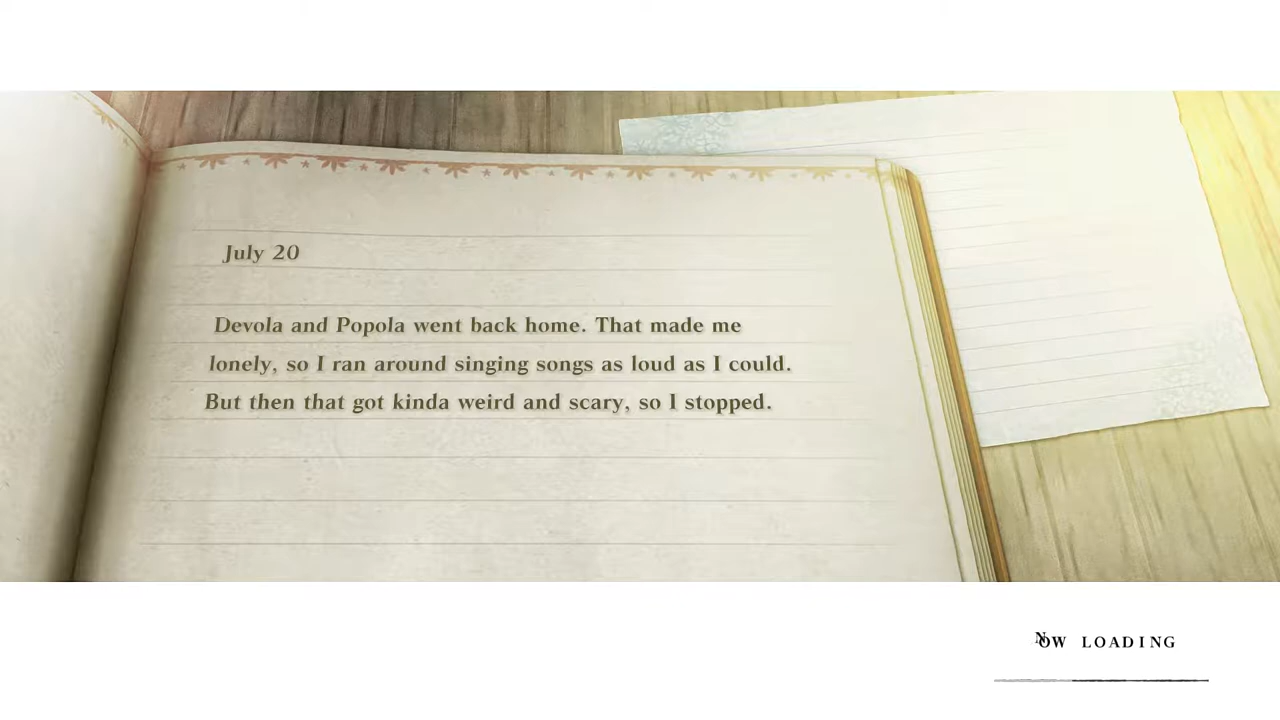 July 20
Devola and Popola went back home. That made me
lonely, so I ran around singing songs as loud as I could.
But then that got kinda weird and scary, so I stopped.
NOW LOADING